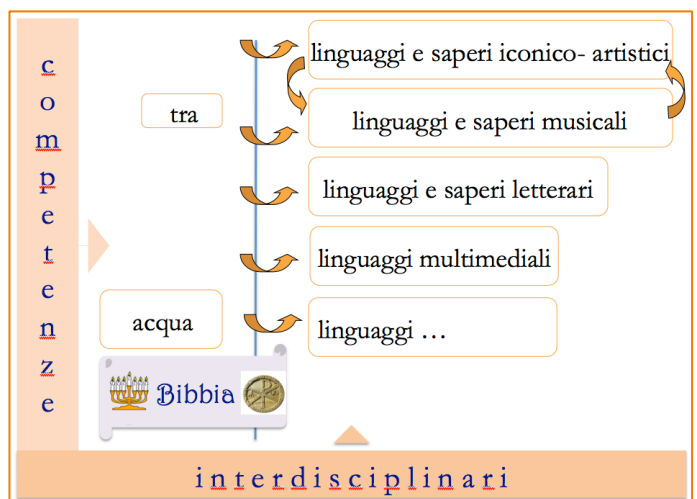 competenze
linguaggi e saperi iconico- artistici
tra
linguaggi e saperi musicali
linguaggi e saperi letterari
linguaggi multimediali
acqua
linguaggi …
Bibbia
interdisciplinari